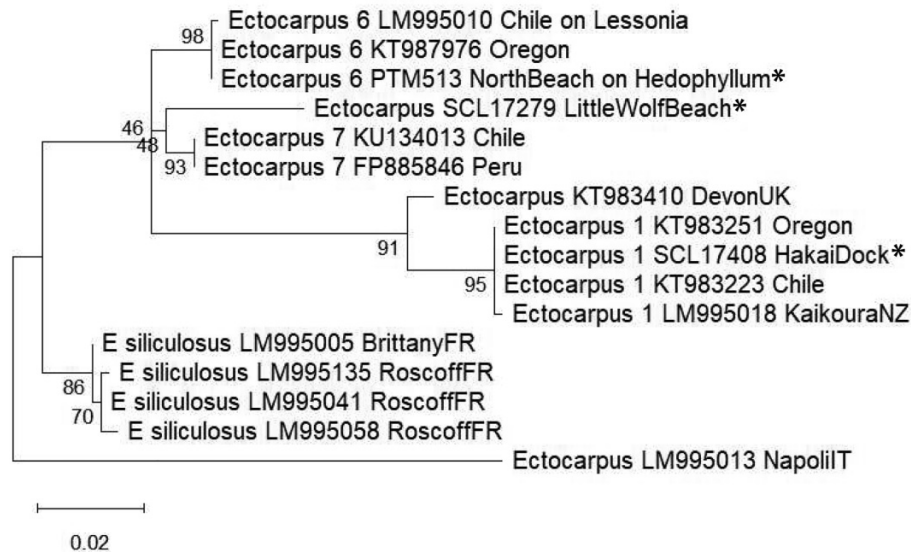 Ectocarpus 6 LM995010 Chile on Lessonia
98
Ectocarpus 6 KT987976 Oregon
Ectocarpus 6 PTM513 NorthBeach on Hedophyllum*
Ectocarpus SCL17279 LittleWolfBeach*
46
48
Ectocarpus 7 KU134013 Chile
93
Ectocarpus 7 FP885846 Peru
Ectocarpus KT983410 DevonUK
91
Ectocarpus 1 KT983251 Oregon
Ectocarpus 1 SCL17408 HakaiDock*
95
Ectocarpus 1 KT983223 Chile
Ectocarpus 1 LM995018 KaikouraNZ
E siliculosus LM995005 BrittanyFR
86
E siliculosus LM995135 RoscoffFR
70
E siliculosus LM995041 RoscoffFR
E siliculosus LM995058 RoscoffFR
Ectocarpus LM995013 NapoliIT
0.02